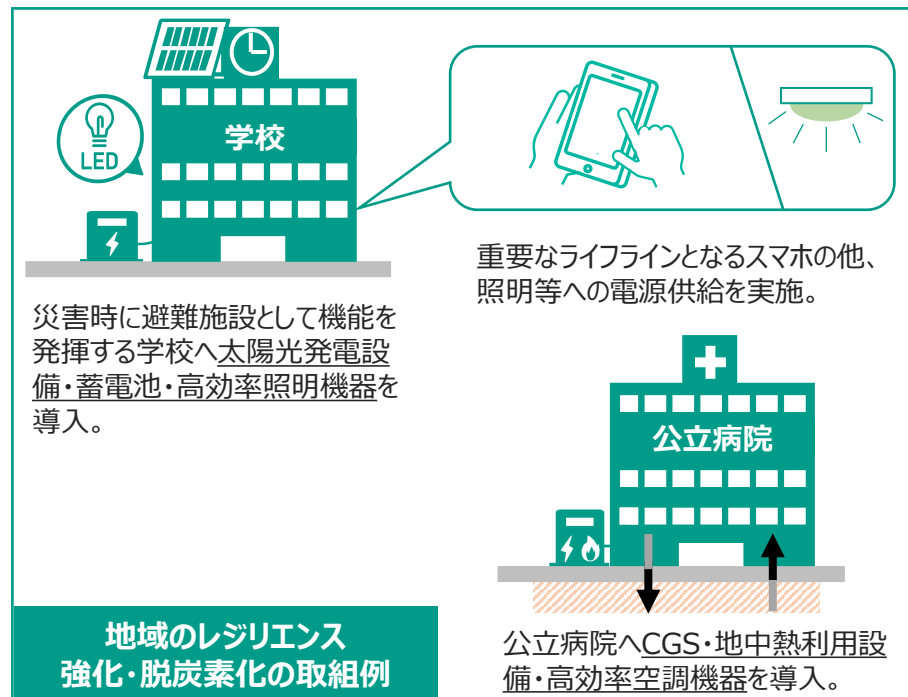 学校
LED
災害時に避難施設として機能を
発揮する学校へ太陽光発電設
備・蓄電池・高効率照明機器を
導入。
重要なライフラインとなるスマホの他、
照明等への電源供給を実施。
公立病院
公立病院へCGS・地中熱利用設
備・高効率空調機器を導入。
地域のレジリエンス
強化・脱炭素化の取組例